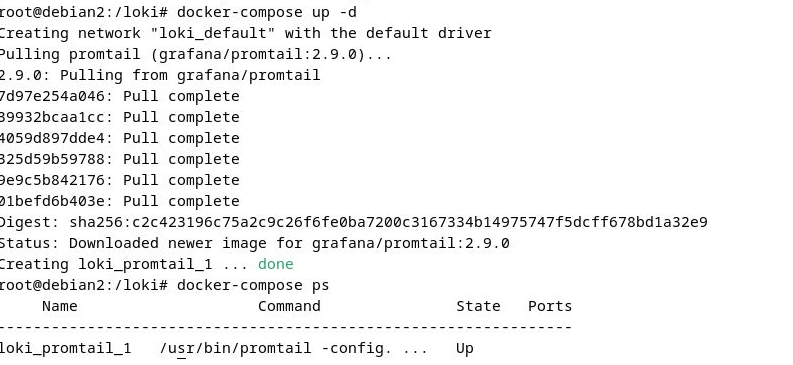 root@debian2:/loki# docker-compose up -d
Creating network "loki_default" with the default driver
Pulling promtail (grafana/promtail:2.9.0)...
2.9.0: Pulling from grafana/promtail
7d97e254a046: Pull complete
39932bcaa1cc: Pull complete
4059d897dde4: Pull complete
825d59b59788: Pull complete
9e9c5b842176: Pull complete
01befd6b403e: Pull complete
Digest: sha256:c2c423196c75a2c9c26f6fe0ba7200c3167334b14975747f5dcff678bd1a32e9
Status: Downloaded newer image for grafana/promtail:2.9.0
Creating loki_promtail_1 ... done
root@debian2:/loki# docker-compose ps
Name Command State Ports
-----------------------------------------------------------------
loki_promtail_1 /usr/bin/promtail -config. ... Up